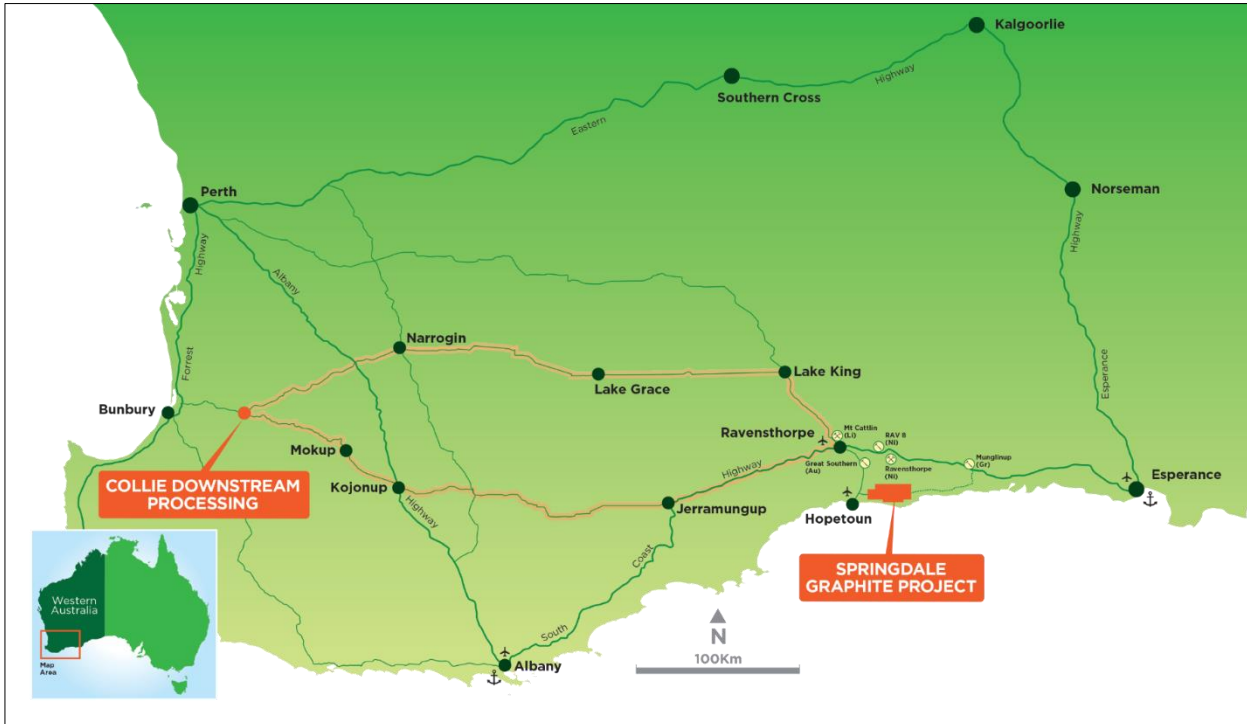 Kalgoorlie
Highway
Southern Cross
Eastern
Perth
Norseman
Highway
Highway
Albany
Narrogin
Forrest
Lake King
Lake Grace
Esperance
Bunbury
Mt Cattlin
(Li)
RAV 8
(Ni)
Ravensthorpe
Mokup
Great Southern
(Au)
Ravensthorpe
(Ni)
Munglinup
(Gr)
Highway
COLLIE DOWNSTREAM
PROCESSING
Kojonup
Esperance
Highway
Jerramungup
Hopetoun
SPRINGDALE
GRAPHITE PROJECT
Coast
Western
Australia
South
N
100Km
Map
Area
Albany